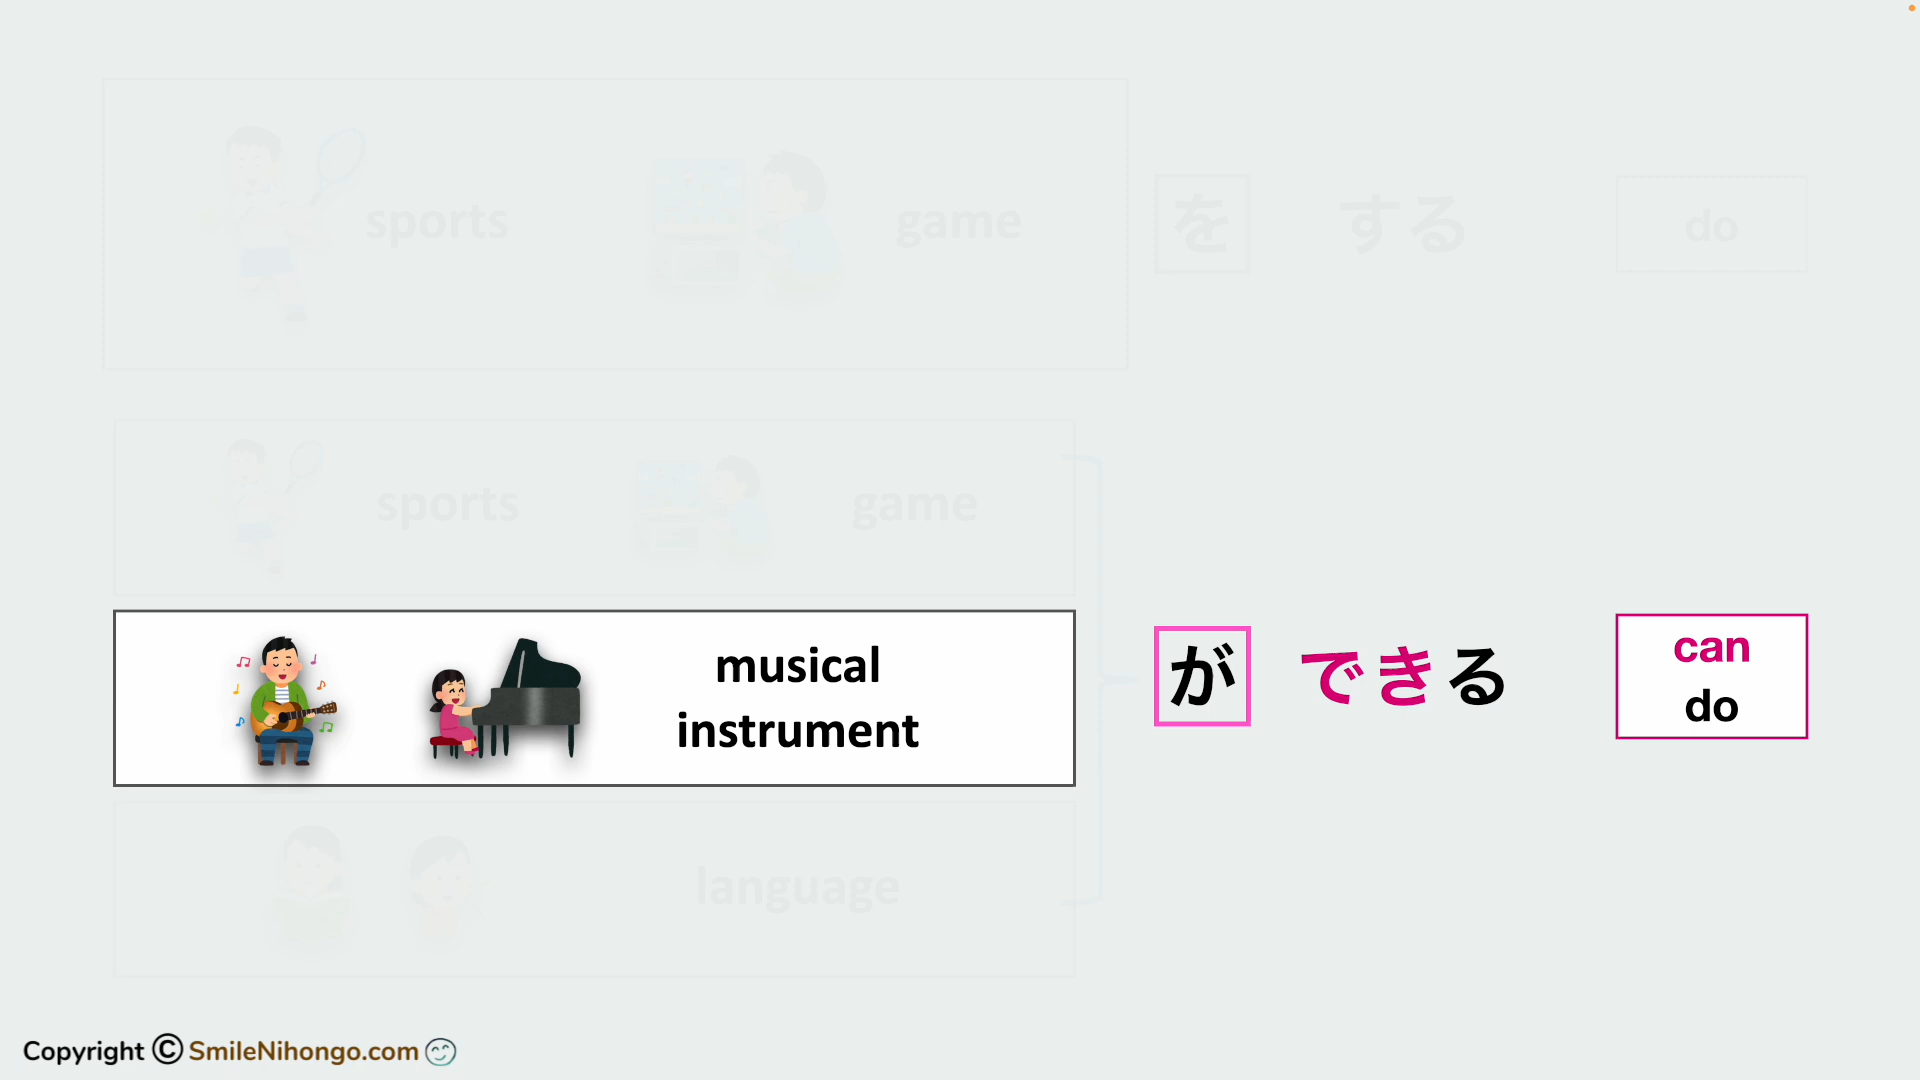 sports game を する do
sports game
musical
instrument
が できる can
do
language
Copyright © SmileNihongo.com